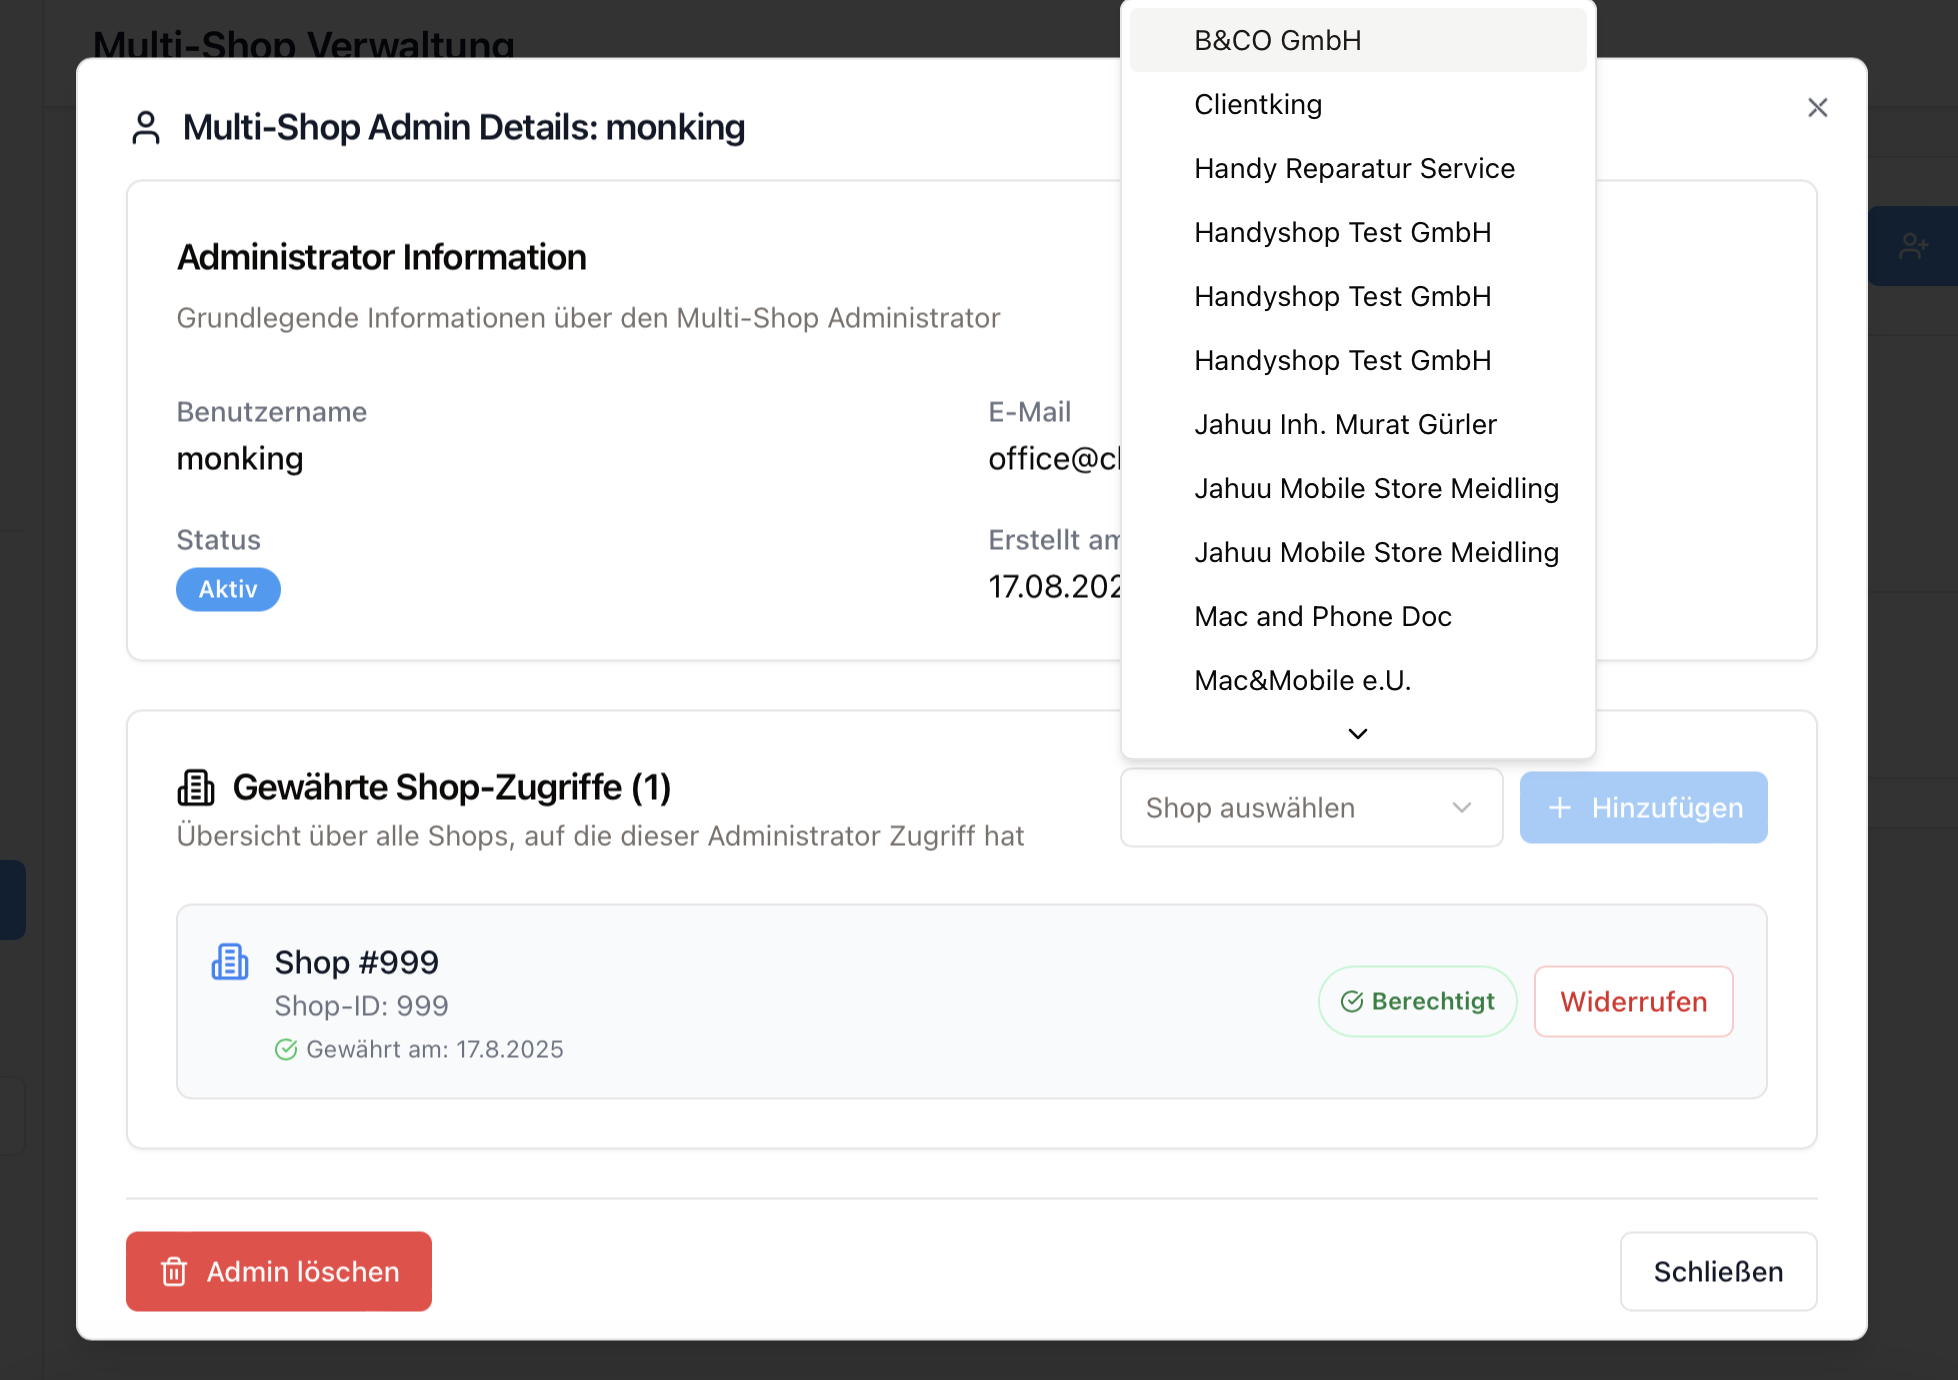 Multi-Shop Verwaltung
Multi-Shop Admin Details: monking
Administrator Information
Grundlegende Informationen über den Multi-Shop Administrator
Benutzername
monking
E-Mail
office@cl
Status
Aktiv
Erstellt am
17.08.202
B&CO GmbH
Clientking
Handy Reparatur Service
Handyshop Test GmbH
Handyshop Test GmbH
Handyshop Test GmbH
Jahuu Inh. Murat Gürler
Jahuu Mobile Store Meidling
Jahuu Mobile Store Meidling
Mac and Phone Doc
Mac&Mobile e.U.
Gewährte Shop-Zugriffe (1)
Übersicht über alle Shops, auf die dieser Administrator Zugriff hat
Shop auswählen
Hinzufügen
Shop #999
Shop-ID: 999
Gewährt am: 17.8.2025
Berechtigt
Widerrufen
Admin löschen
Schließen